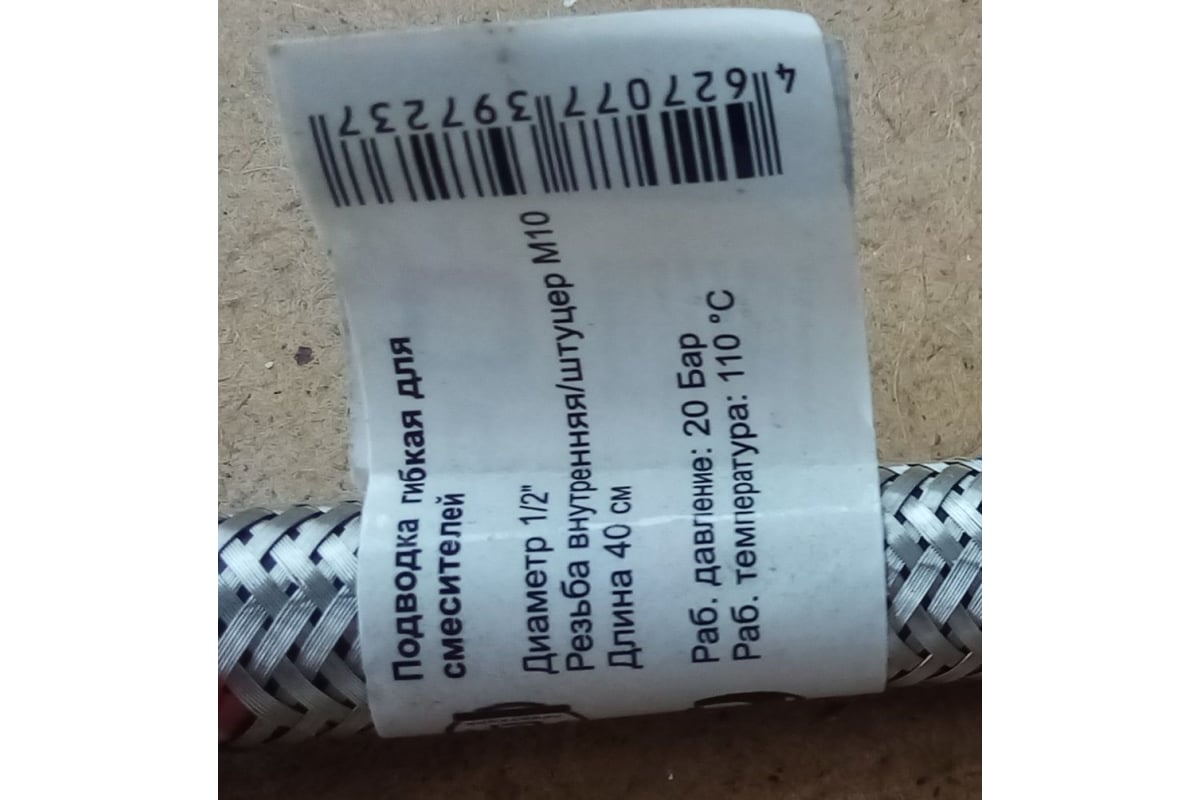 Подводка гибкая для
смесителей
Диаметр 1/2"
Резьба внутренняя/штуцер М10
Длина 40 см
Раб. давление: 20 Бар
Раб. температура: 110 °С
4 627077 397237